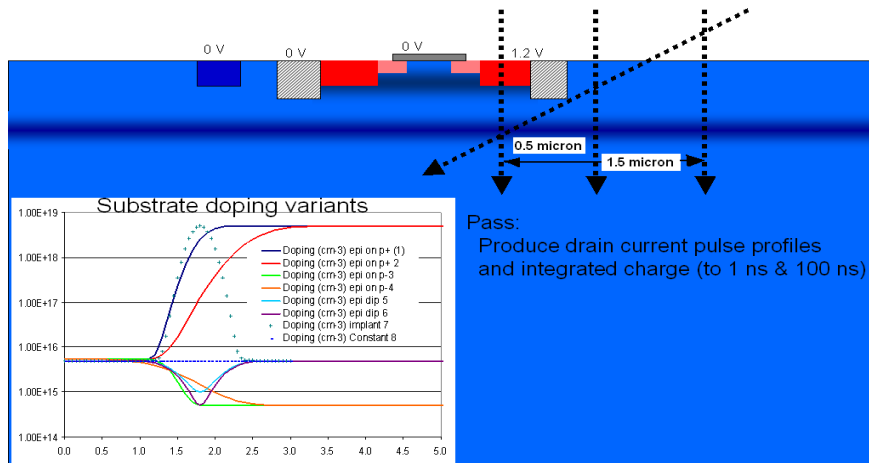 0 V
0 V
0 V
1.2 V
0.5 micron
1.5 micron
Pass:
Produce drain current pulse profiles
and integrated charge (to 1 ns & 100 ns)
Substrate doping variants
1.00E+19
1.00E+18
1.00E+17
1.00E+16
1.00E+15
1.00E+14
Doping (cm-3) epi on p+ (1)
Doping (cm-3) epi on p+ 2
Doping (cm-3) epi on p-3
Doping (cm-3) epi on p-4
Doping (cm-3) epi dip 5
Doping (cm-3) epi dip 6
Doping (cm-3) implant 7
Doping (cm-3) Constant 8
0.0 0.5 1.0 1.5 2.0 2.5 3.0 3.5 4.0 4.5 5.0